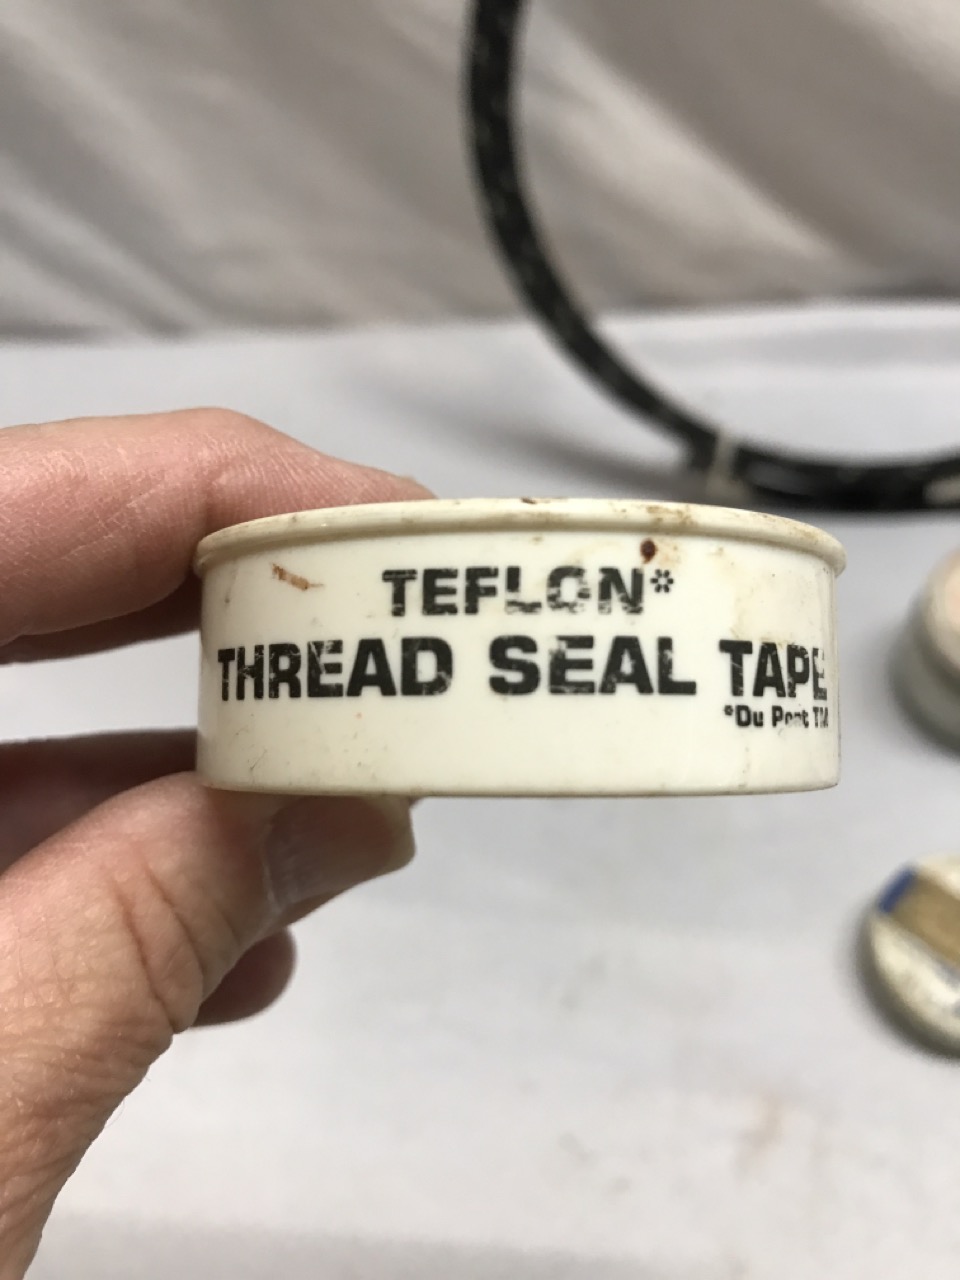 TEFLON*
THREAD SEAL TAPE
*Du Pont TM